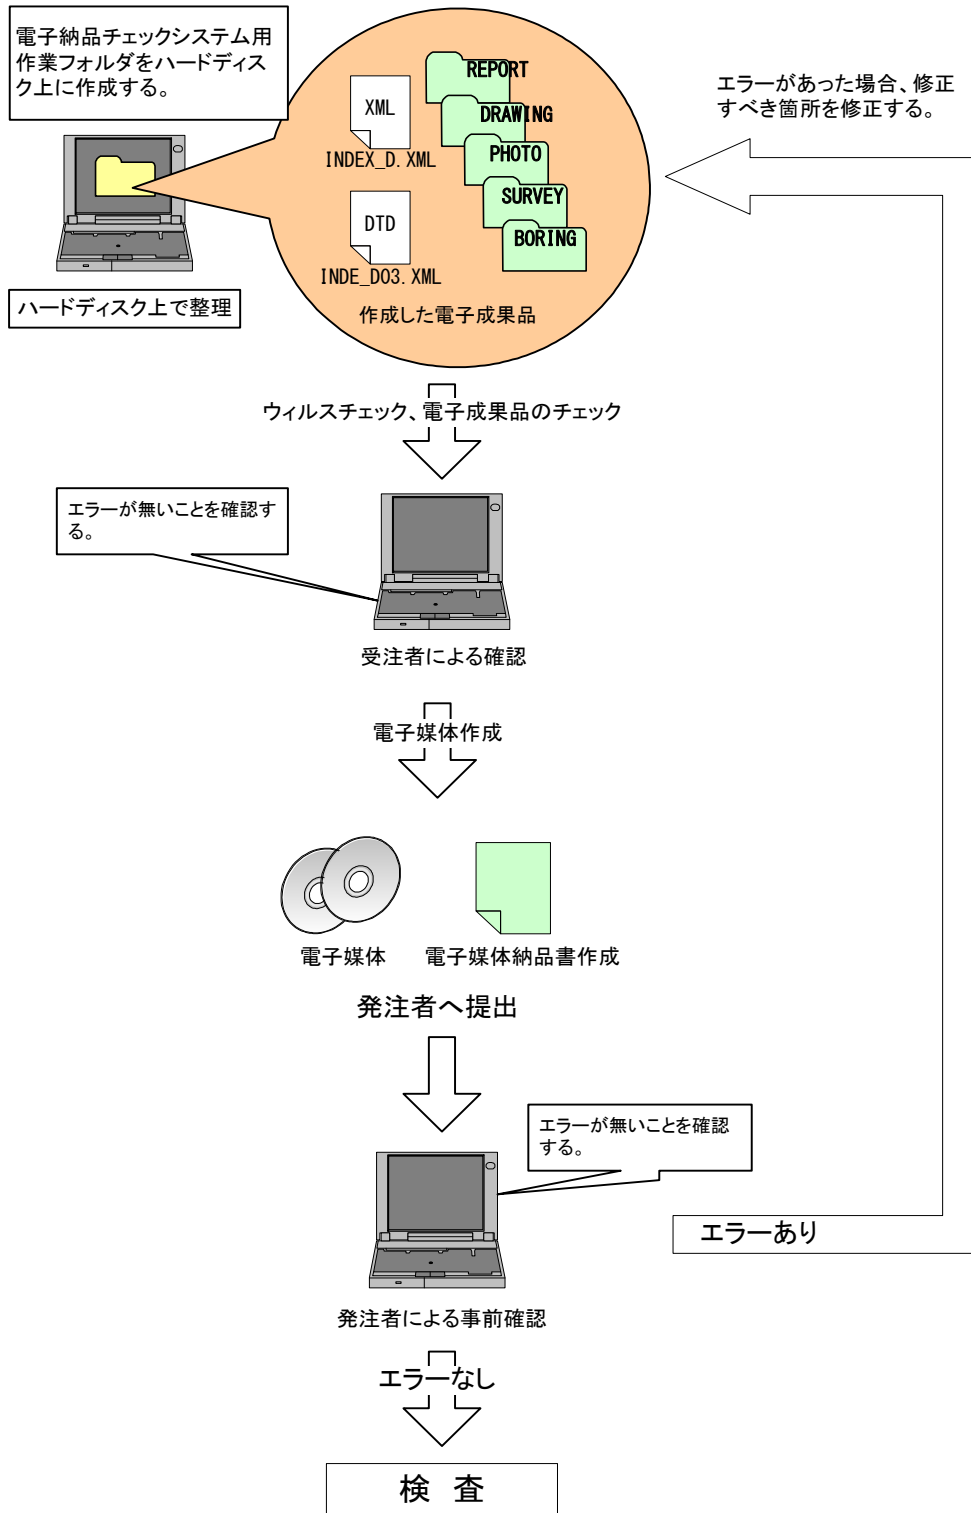 電子納品チェックシステム用
作業フォルダをハードディス
ク上に作成する。
ハードディスク上で整理
XML
INDEX_D.XML
DTD
INDE_D03.XML
REPORT
DRAWING
PHOTO
SURVEY
BORING
作成した電子成果品
エラーがあった場合、修正
すべき箇所を修正する。
ウィルスチェック、電子成果品のチェック
エラーが無いことを確認す
る。
受注者による確認
電子媒体作成
電子媒体
電子媒体納品書作成
発注者へ提出
エラーが無いことを確認
する。
エラーあり
発注者による事前確認
エラーなし
検 査